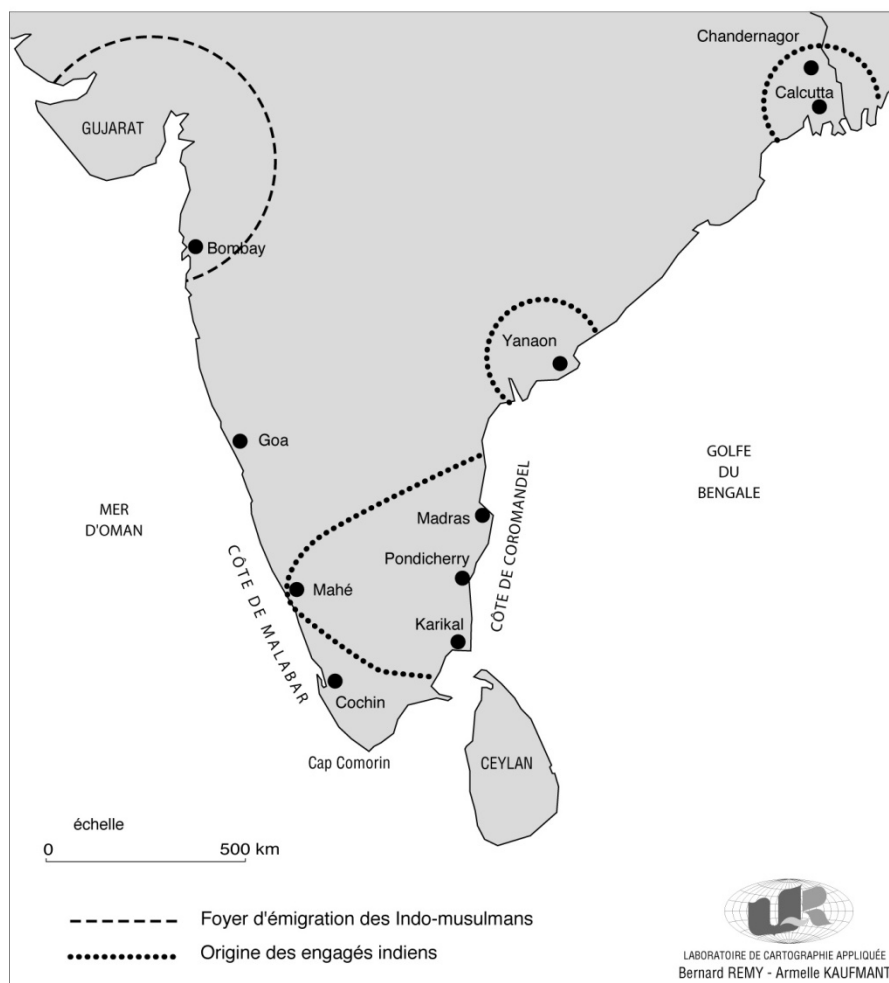 Chandernagor
Calcutta
GUJARAT
Bombay
Yanaon
Goa
GOLFE
DU
BENGALE
MER
D'OMAN
CÔTE DE MALABAR
CÔTE DE COROMANDEL
Madras
Pondicherry
Mahé
Karikal
Cochin
Cap Comorin
CEYLAN
échelle
0 500 km
Foyer d'émigration des Indo-musulmans
Origine des engagés indiens
UR
LABORATOIRE DE CARTOGRAPHIE APPLIQUÉE
Bernard REMY - Armelle KAUFMANT